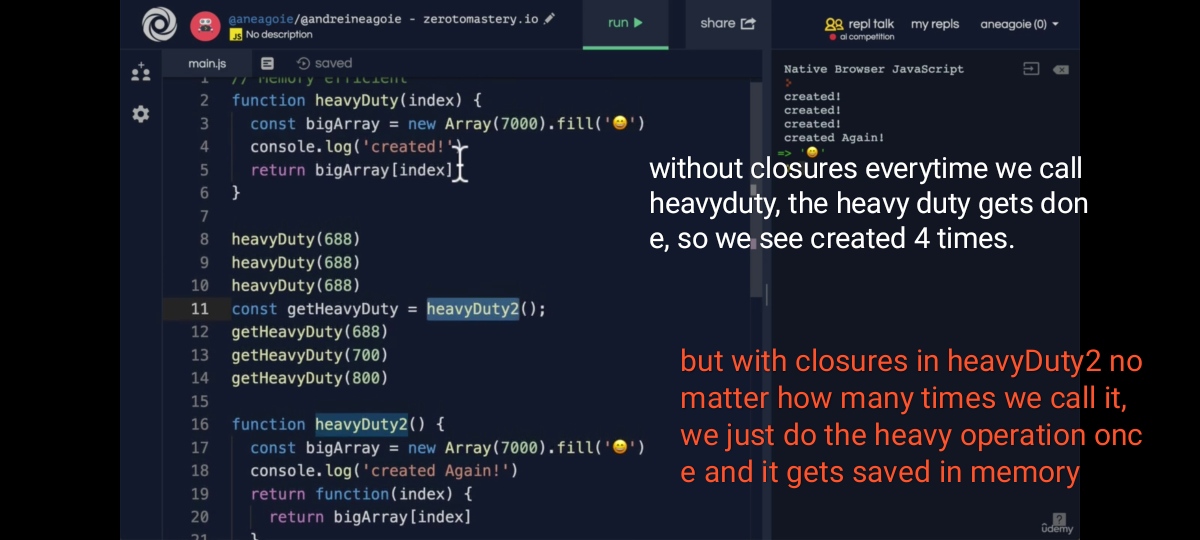 @aneagoie/@andreineagoie - zerotomastery.io
JS No description
run
share
repl talk
ai competition
my repls
aneagoie (0)
main.js
saved
1 // Memory efficient
2 function heavyDuty(index) {
3 const bigArray = new Array(7000).fill('😊')
4 console.log('created!')
5 return bigArray[index]
6 }
7
8 heavyDuty(688)
9 heavyDuty(688)
10 heavyDuty(688)
11 const getHeavyDuty = heavyDuty2();
12 getHeavyDuty(688)
13 getHeavyDuty(700)
14 getHeavyDuty(800)
15
16 function heavyDuty2() {
17 const bigArray = new Array(7000).fill('😊')
18 console.log('created Again!')
19 return function(index) {
20 return bigArray[index]
21 }
Native Browser JavaScript
created!
created!
created!
created Again!
=> '😊'
without closures everytime we call
heavyduty, the heavy duty gets don
e, so we see created 4 times.
but with closures in heavyDuty2 no
matter how many times we call it,
we just do the heavy operation onc
e and it gets saved in memory
?
ûdemy